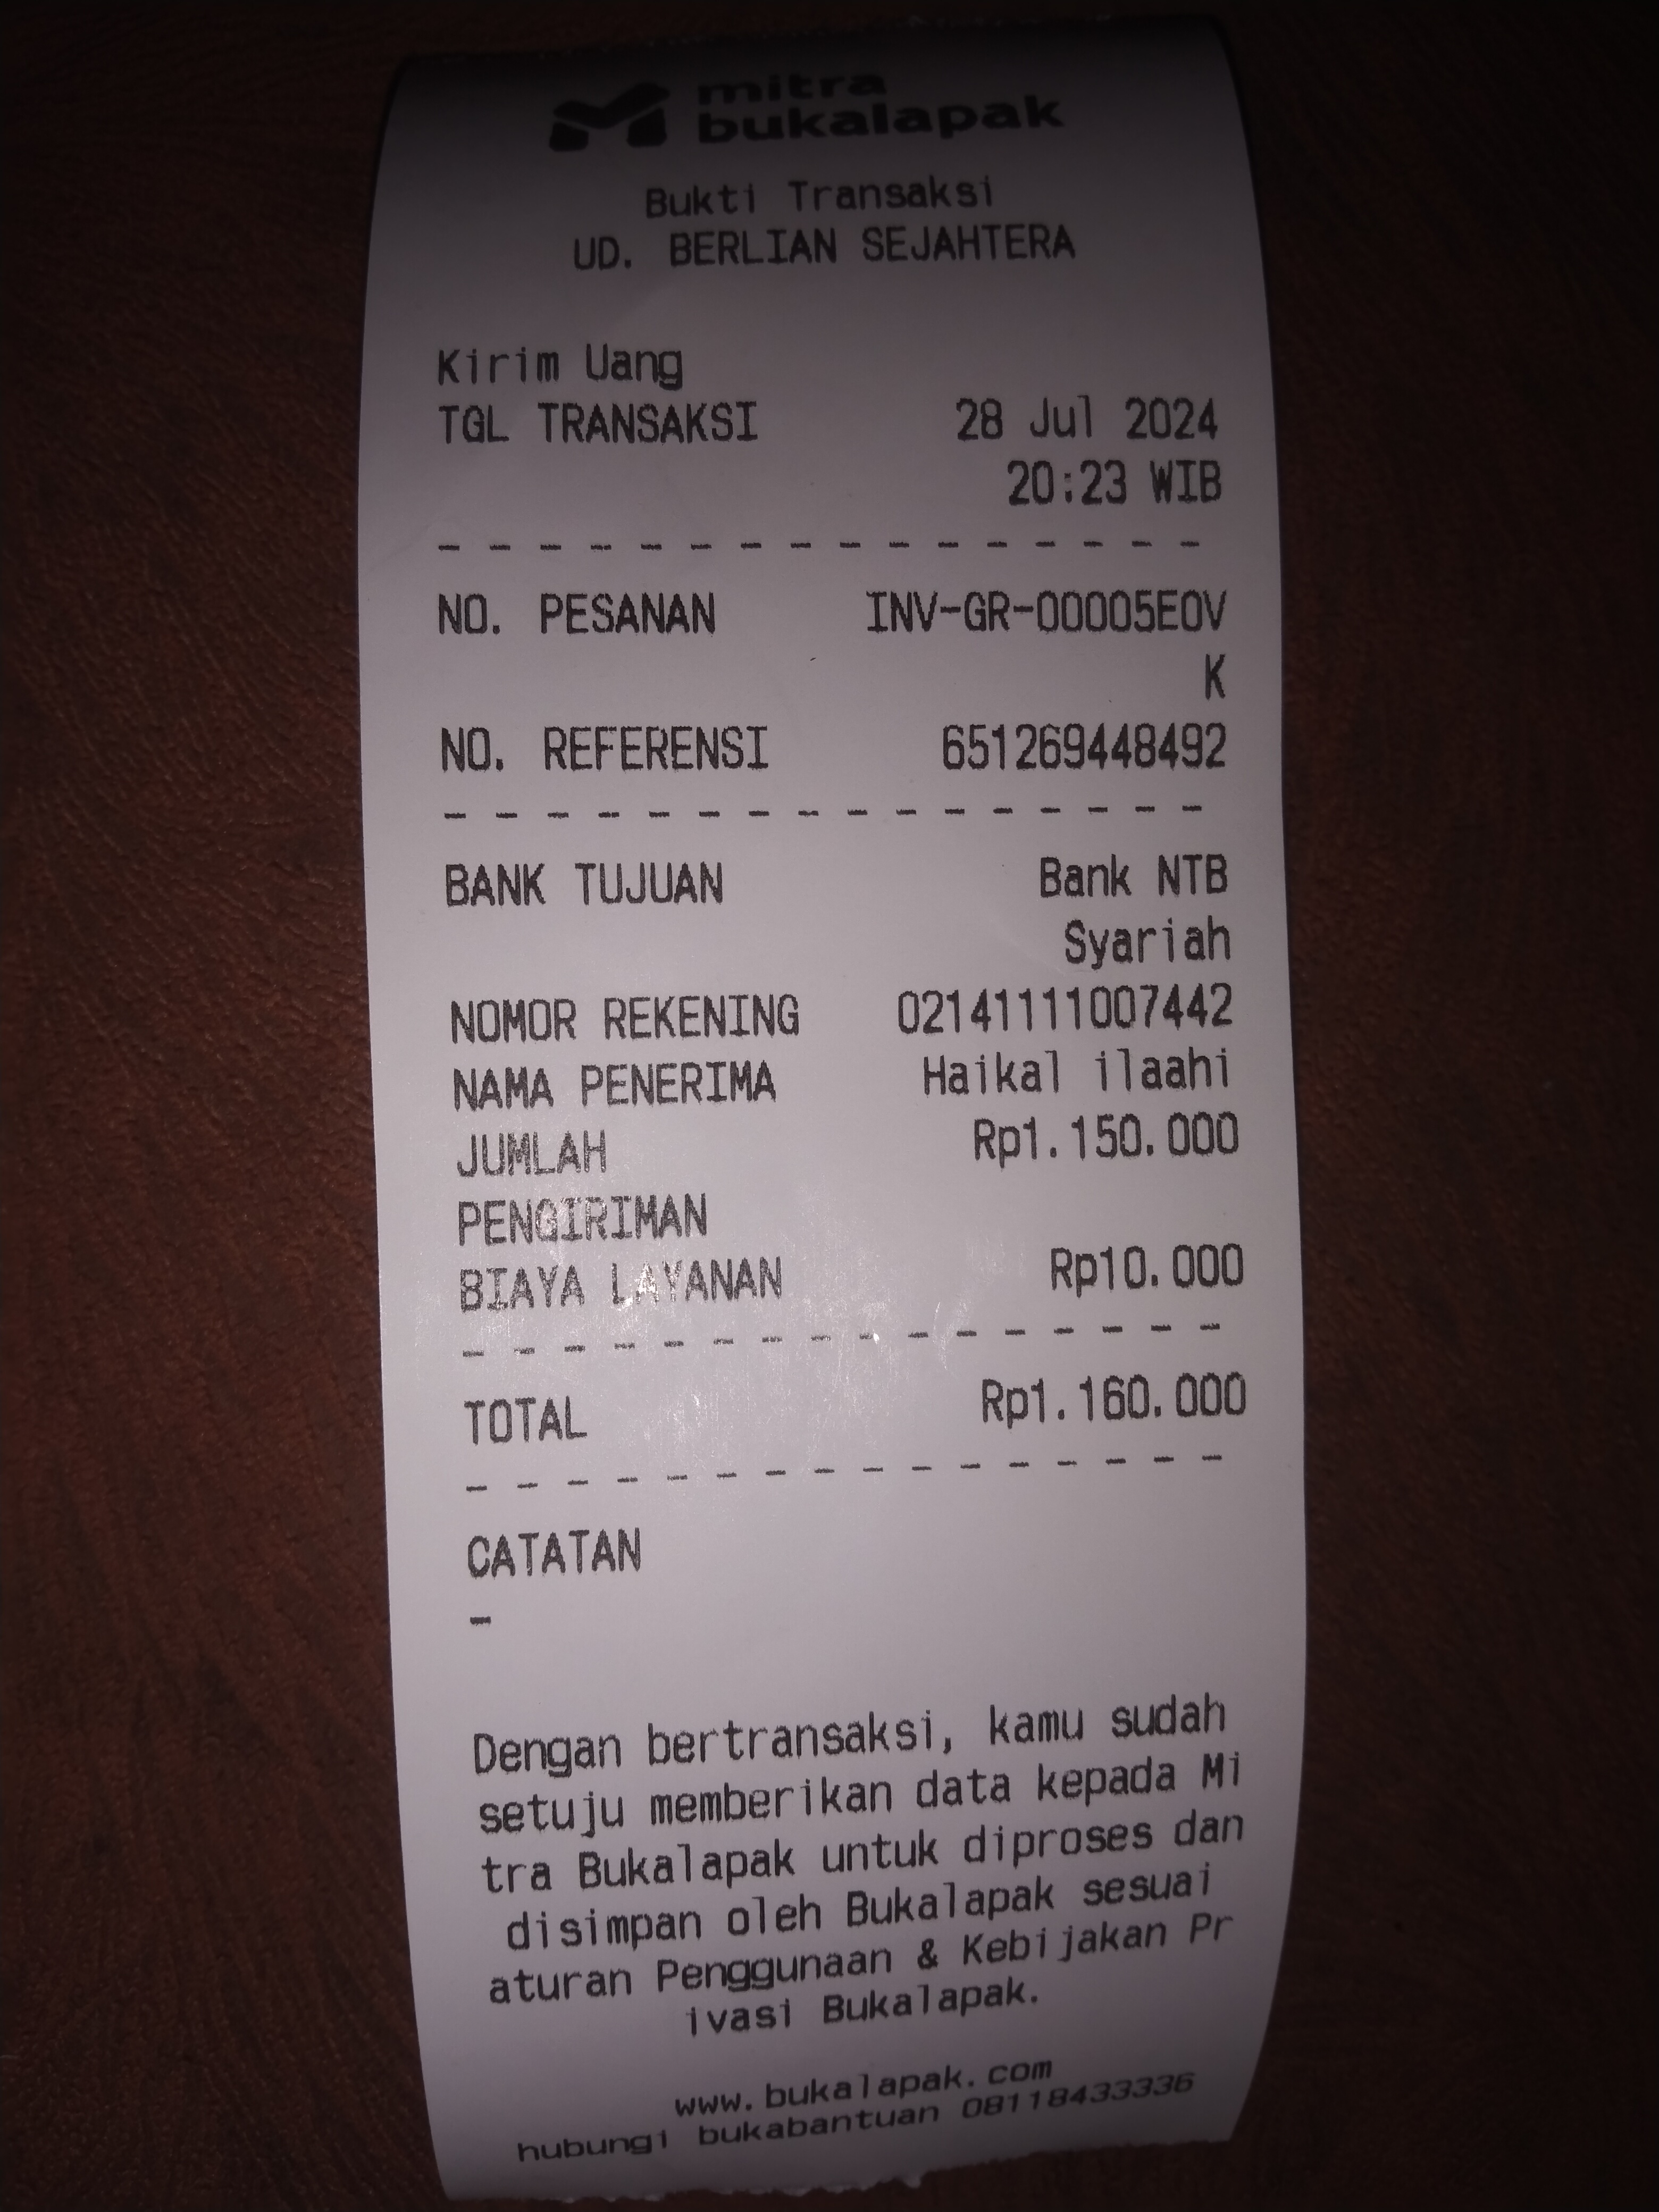 mitra
bukalapak
Bukti Transaksi
UD. BERLIAN SEJAHTERA
Kirim Uang
TGL TRANSAKSI 28 Jul 2024
20:23 WIB
- - - - - - - - - - - - - - - -
NO. PESANAN INV-GR-00005E0V
K
NO. REFERENSI 651269448492
- - - - - - - - - - - - - - - -
BANK TUJUAN Bank NTB
Syariah
NOMOR REKENING 02141111007442
NAMA PENERIMA Haikal ilaahi
JUMLAH Rp1.150.000
PENGIRIMAN
BIAYA LAYANAN Rp10.000
- - - - - - - - - - - - - - - -
TOTAL Rp1.160.000
- - - - - - - - - - - - - - - -
CATATAN
-
Dengan bertransaksi, kamu sudah
setuju memberikan data kepada Mi
tra Bukalapak untuk diproses dan
disimpan oleh Bukalapak sesuai
aturan Penggunaan & Kebijakan Pr
ivasi Bukalapak.
www.bukalapak.com
hubungi bukabantuan 08118433336